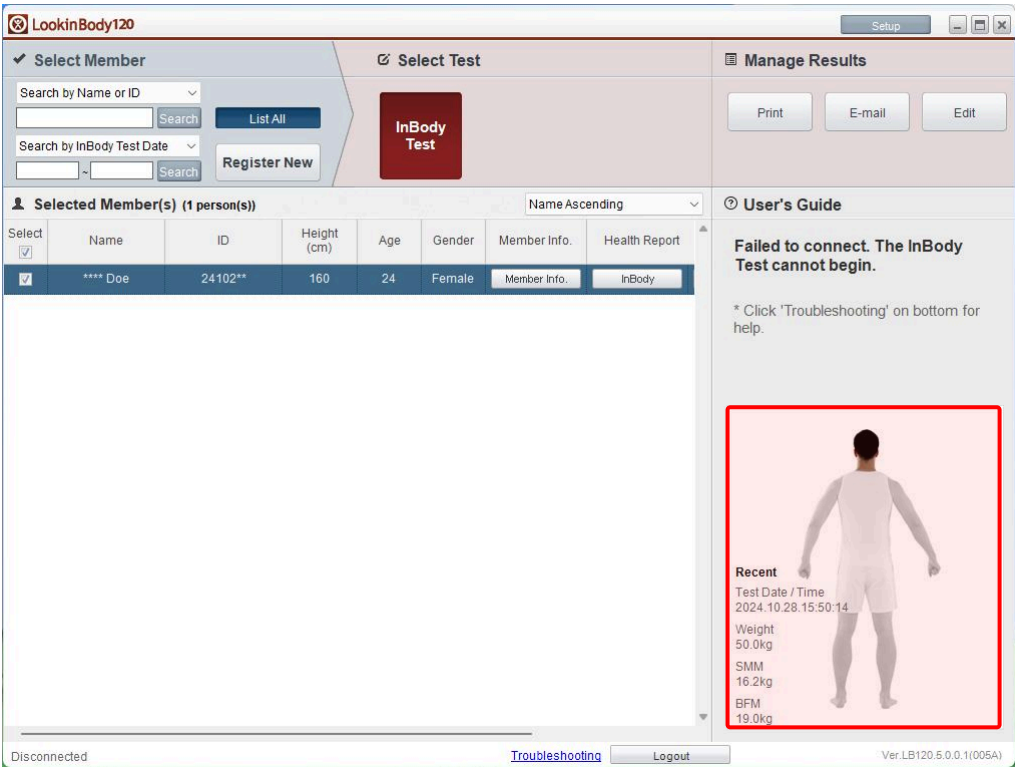 LookinBody120
Setup
Select Member
Select Test
Manage Results
Search by Name or ID
Search
List All
Search by InBody Test Date
~
Search
Register New
InBody
Test
Print
E-mail
Edit
Selected Member(s) (1 person(s))
Name Ascending
User's Guide
Select
Name
ID
Height
(cm)
Age
Gender
Member Info.
Health Report
**** Doe
24102**
160
24
Female
Member Info.
InBody
Failed to connect. The InBody
Test cannot begin.
* Click 'Troubleshooting' on bottom for
help.
Recent
Test Date / Time
2024.10.28.15:50:14
Weight
50.0kg
SMM
16.2kg
BFM
19.0kg
Disconnected
Troubleshooting
Logout
Ver.LB120.5.0.0.1(005A)